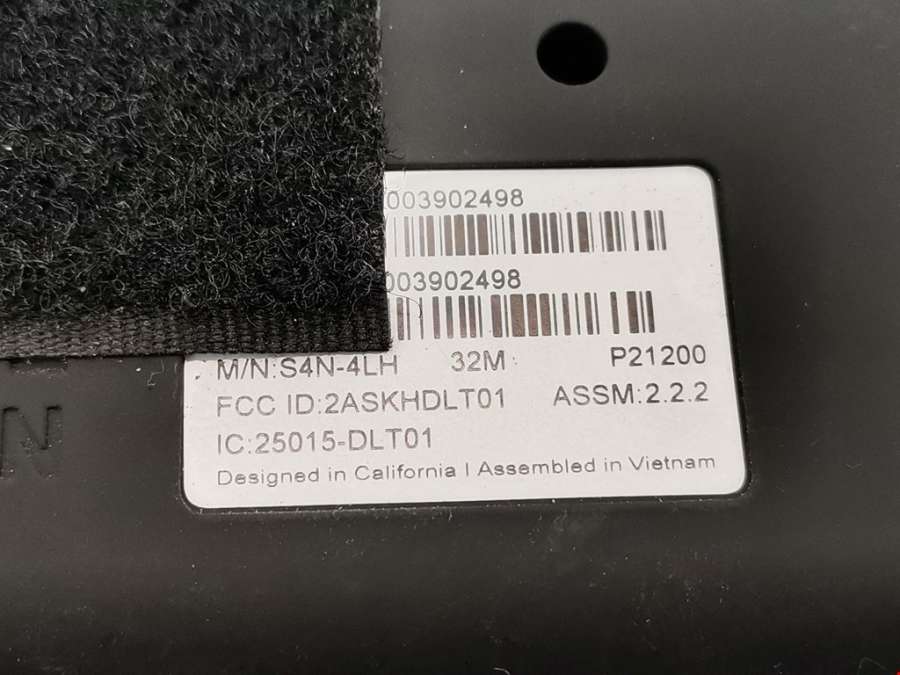 003902498
003902498
M/N:S4N-4LH 32M P21200
FCC ID:2ASKHDLT01 ASSM:2.2.2
IC:25015-DLT01
Designed in California I Assembled in Vietnam
N